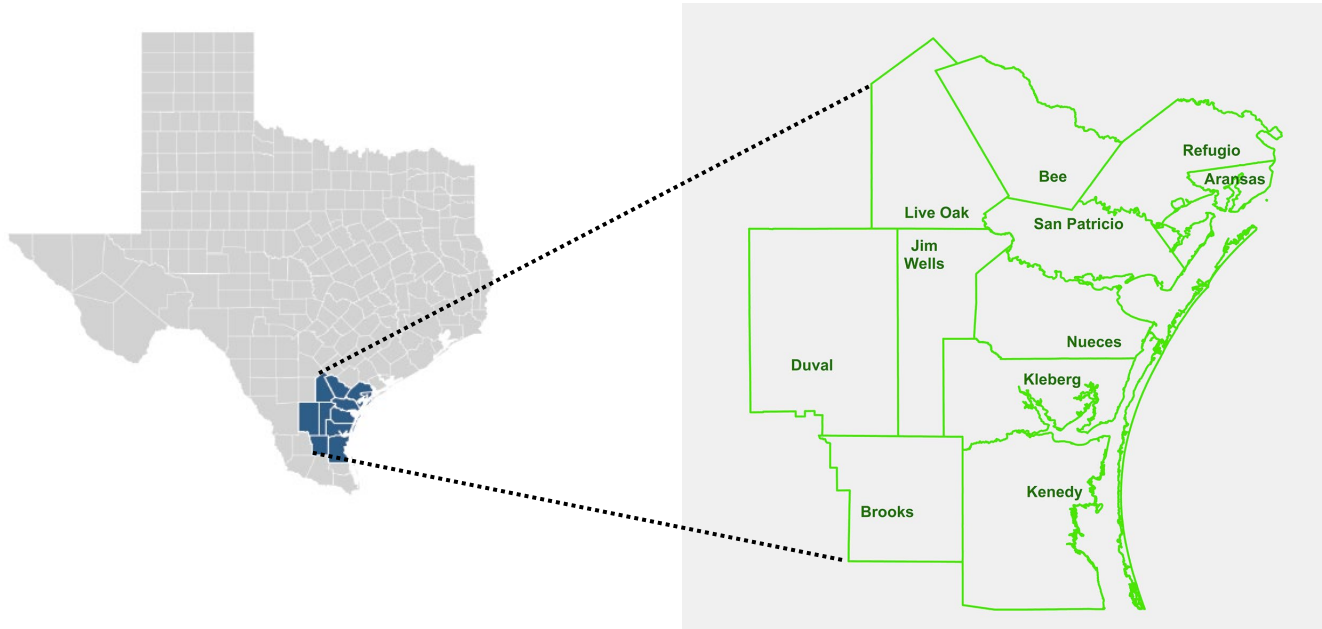 Refugio
Bee
Aransas
Live Oak
San Patricio
Jim
Wells
Nueces
Duval
Kleberg
Kenedy
Brooks